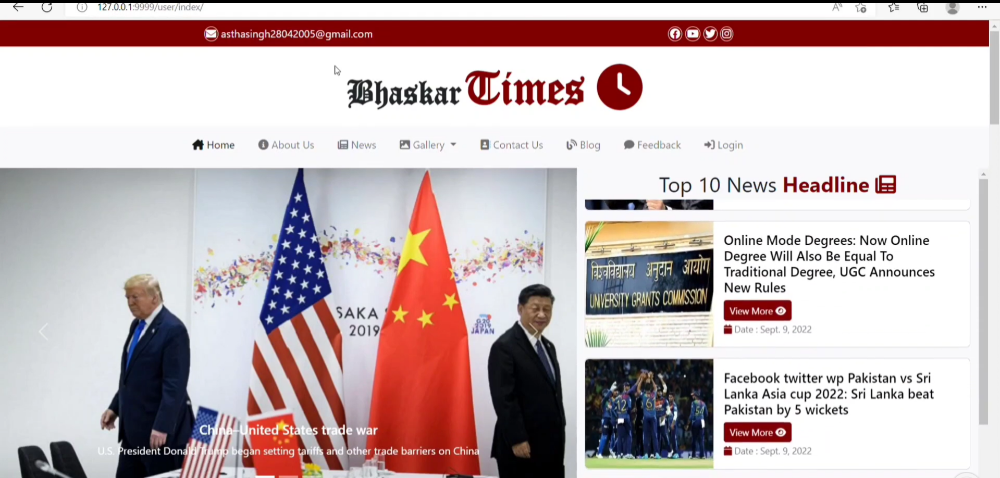 127.0.0.1:9999/user/index/
asthasingh28042005@gmail.com
Bhaskar Times
Home About Us News Gallery Contact Us Blog Feedback Login
Top 10 News Headline
SAKA
2019
G20
2019
JAPAN
China–United States trade war
U.S. President Donald Trump began setting tariffs and other trade barriers on China
विश्वविद्यालय अनुदान आयोग
UNIVERSITY GRANTS COMMISSION
Online Mode Degrees: Now Online
Degree Will Also Be Equal To
Traditional Degree, UGC Announces
New Rules
View More
Date : Sept. 9, 2022
12 61 54
Facebook twitter wp Pakistan vs Sri
Lanka Asia cup 2022: Sri Lanka beat
Pakistan by 5 wickets
View More
Date : Sept. 9, 2022